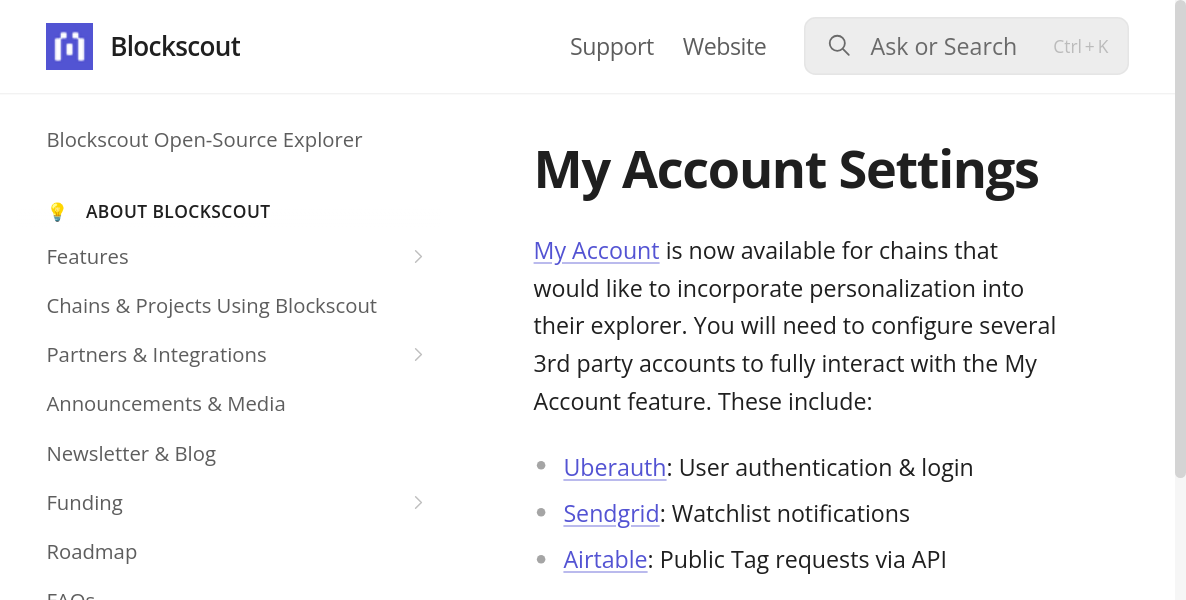 Blockscout
Support
Website
Ask or Search
Ctrl + K
Blockscout Open-Source Explorer
ABOUT BLOCKSCOUT
Features
Chains & Projects Using Blockscout
Partners & Integrations
Announcements & Media
Newsletter & Blog
Funding
Roadmap
FAQs
My Account Settings
My Account is now available for chains that
would like to incorporate personalization into
their explorer. You will need to configure several
3rd party accounts to fully interact with the My
Account feature. These include:
Uberauth: User authentication & login
Sendgrid: Watchlist notifications
Airtable: Public Tag requests via API